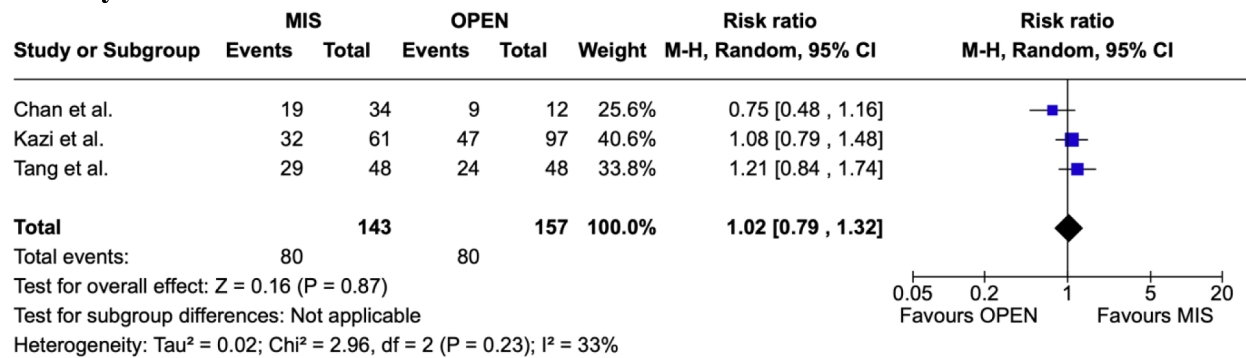 MIS OPEN Risk ratio Risk ratio
Study or Subgroup Events Total Events Total Weight M-H, Random, 95% CI M-H, Random, 95% CI
Chan et al. 19 34 9 12 25.6% 0.75 [0.48 , 1.16]
Kazi et al. 32 61 47 97 40.6% 1.08 [0.79 , 1.48]
Tang et al. 29 48 24 48 33.8% 1.21 [0.84 , 1.74]
Total 143 157 100.0% 1.02 [0.79 , 1.32]
Total events: 80 80
Test for overall effect: Z = 0.16 (P = 0.87)
0.05 0.2 1 5 20
Test for subgroup differences: Not applicable Favours OPEN Favours MIS
Heterogeneity: Tau² = 0.02; Chi² = 2.96, df = 2 (P = 0.23); I² = 33%